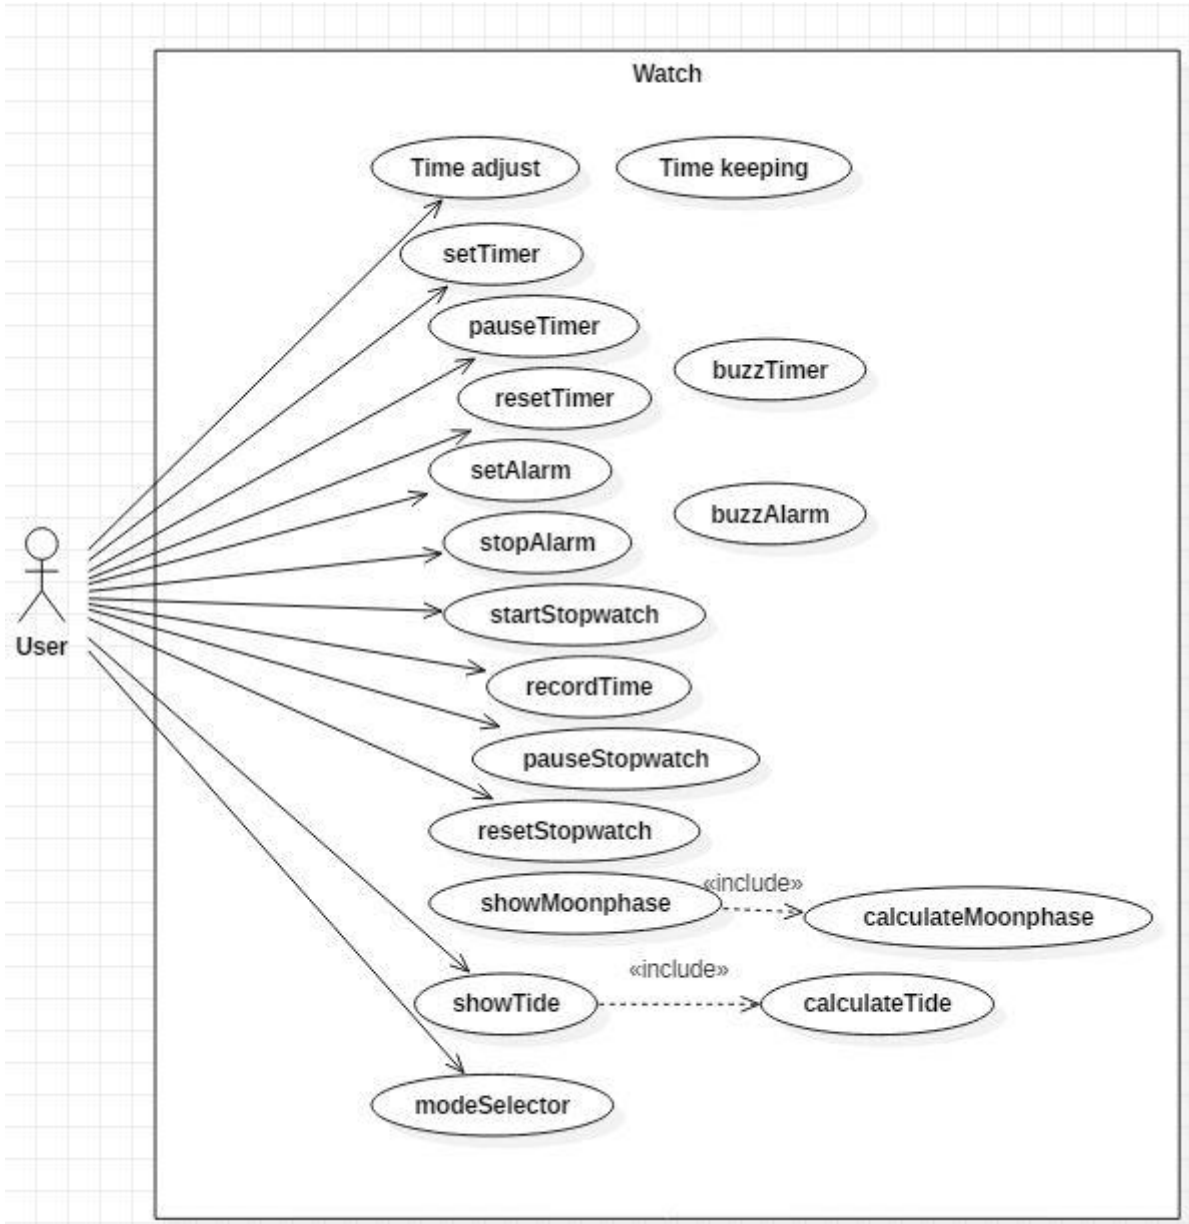 Watch
Time adjust
Time keeping
setTimer
pauseTimer
buzzTimer
resetTimer
setAlarm
buzzAlarm
stopAlarm
startStopwatch
User
recordTime
pauseStopwatch
resetStopwatch
«include»
showMoonphase
calculateMoonphase
«include»
showTide
calculateTide
modeSelector